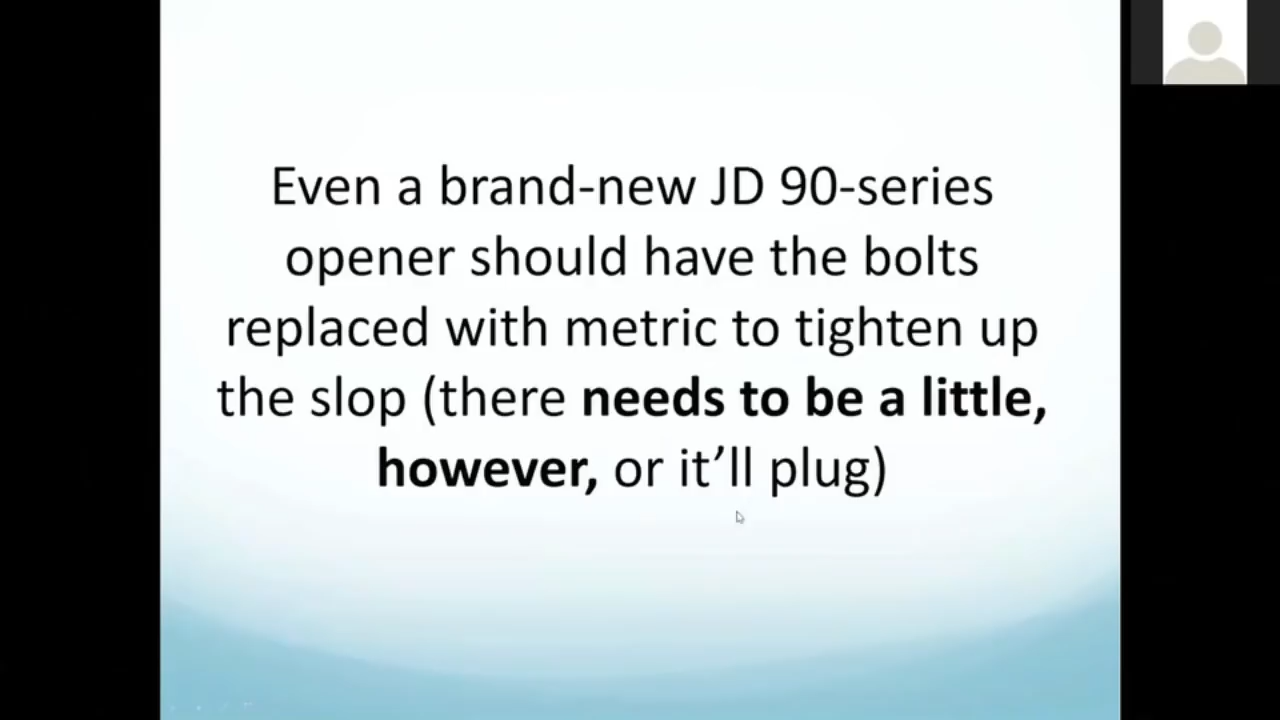 Even a brand-new JD 90-series
opener should have the bolts
replaced with metric to tighten up
the slop (there needs to be a little,
however, or it’ll plug)